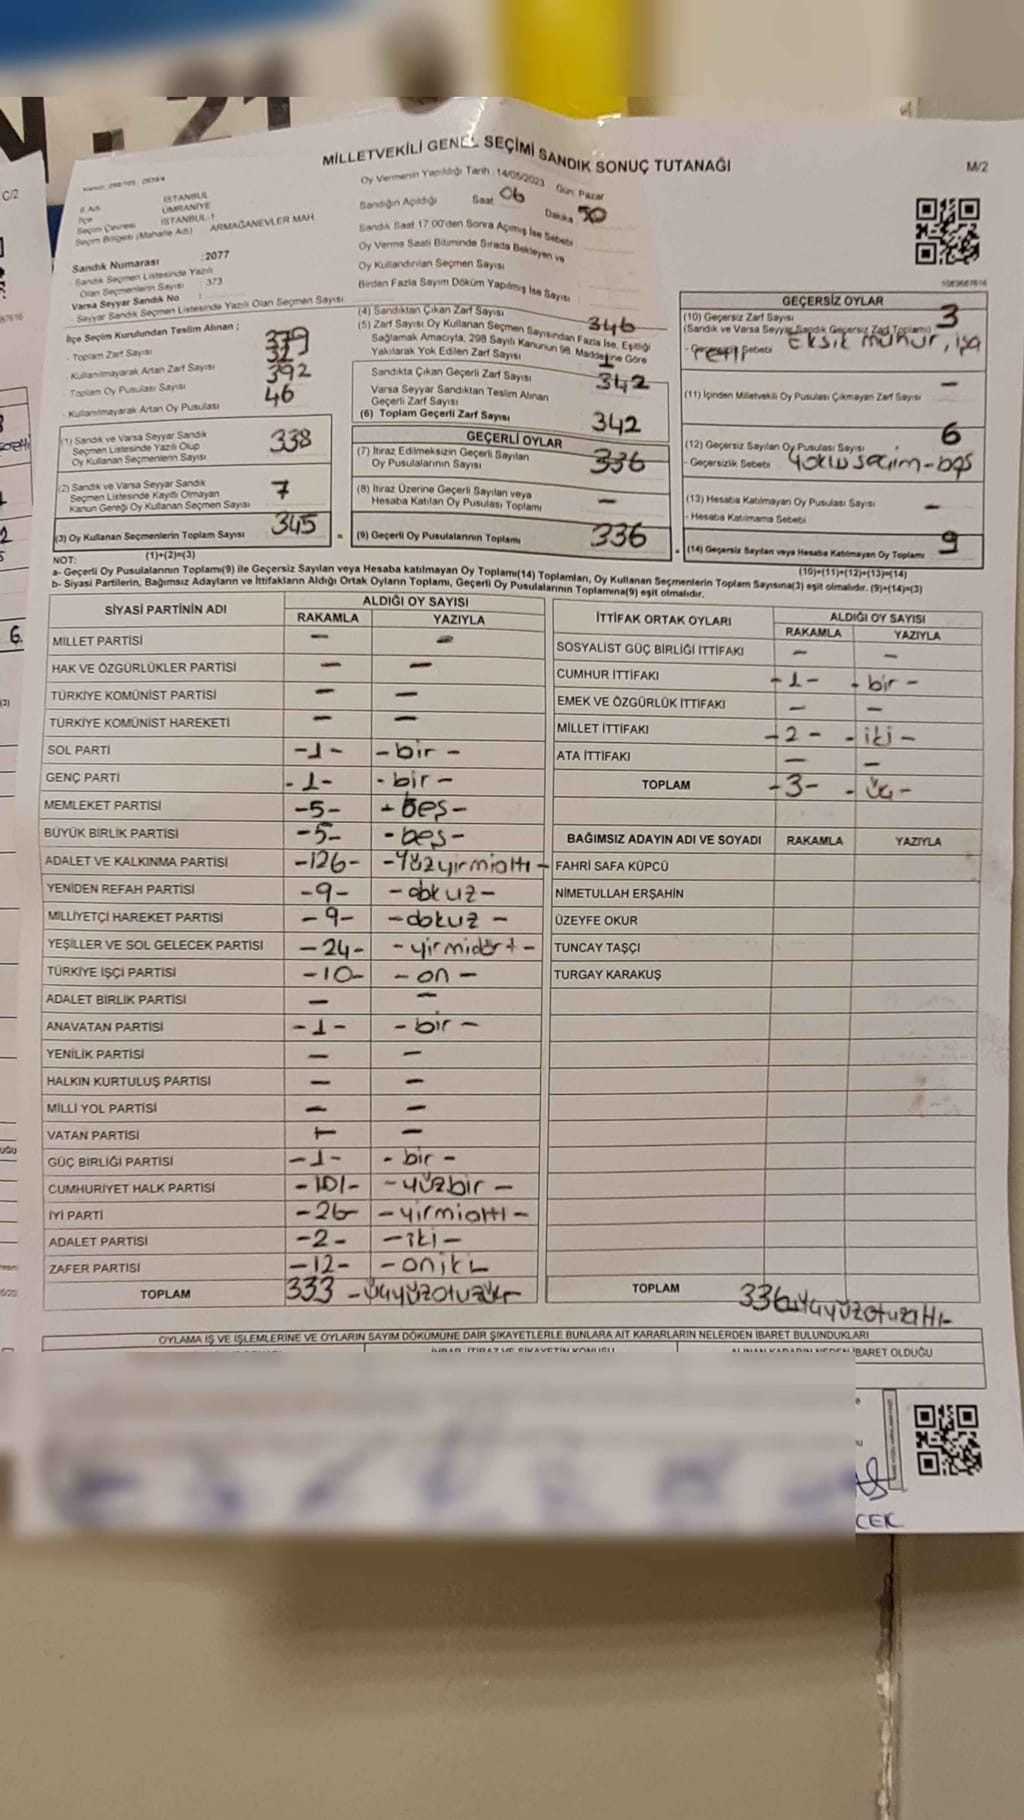 N . 21
C/2
MİLLETVEKİLİ GENEL SEÇİMİ SANDIK SONUÇ TUTANAĞI
M/2
İSTANBUL
İlçe ÜMRANİYE
Seçim Çevresi İSTANBUL-1
Seçim Bölgesi (Mahalle Adı) ARMAĞANEVLER MAH
Sandık Numarası : 2077
Sandık Seçmen Listesinde Yazılı
Olan Seçmenlerin Sayısı : 373
Varsa Seyyar Sandık No :
Seyyar Sandık Seçmen Listesinde Yazılı Olan Seçmen Sayısı
Oy Vermenin Yapıldığı Tarih : 14/05/2023 Gün: Pazar
Sandığın Açıldığı Saat 06 Dakika 50
Sandık Saat 17:00'den Sonra Açılmış İse Sebebi
Oy Verme Saati Bitiminde Sırada Bekleyen ve
Oy Kullandırılan Seçmen Sayısı
Birden Fazla Sayım Döküm Yapılmış İse Sayısı
İlçe Seçim Kurulundan Teslim Alınan ;
- Toplam Zarf Sayısı 379
- Kullanılmayarak Artan Zarf Sayısı
- Toplam Oy Pusulası Sayısı 392
- Kullanılmayarak Artan Oy Pusulası 46
(1) Sandık ve Varsa Seyyar Sandık
Seçmen Listesinde Yazılı Olup
Oy Kullanan Seçmenlerin Sayısı 338
(2) Sandık ve Varsa Seyyar Sandık
Seçmen Listesinde Kayıtlı Olmayan
Kanun Gereği Oy Kullanan Seçmen Sayısı 7
(3) Oy Kullanan Seçmenlerin Toplam Sayısı 345
(4) Sandıktan Çıkan Zarf Sayısı 346
(5) Zarf Sayısı Oy Kullanan Seçmen Sayısından Fazla İse, Eşitliği
Sağlamak Amacıyla, 298 Sayılı Kanunun 98. Maddesine Göre
Yakılarak Yok Edilen Zarf Sayısı 1
Sandıkta Çıkan Geçerli Zarf Sayısı 342
Varsa Seyyar Sandıktan Teslim Alınan
Geçerli Zarf Sayısı
(6) Toplam Geçerli Zarf Sayısı 342
GEÇERLİ OYLAR
(7) İtiraz Edilmeksizin Geçerli Sayılan
Oy Pusulalarının Sayısı 336
(8) İtiraz Üzerine Geçerli Sayılan veya
Hesaba Katılan Oy Pusulası Toplamı -
= (9) Geçerli Oy Pusulalarının Toplamı 336
GEÇERSİZ OYLAR
(10) Geçersiz Zarf Sayısı 3
(Sandık ve Varsa Seyyar Sandık Geçersiz Zarf Toplamı)
- Geçersizlik Sebebi Eksik mühür,
(11) İçinden Milletvekili Oy Pusulası Çıkmayan Zarf Sayısı -
(12) Geçersiz Sayılan Oy Pusulası Sayısı 6
- Geçersizlik Sebebi
(13) Hesaba Katılmayan Oy Pusulası Sayısı -
- Hesaba Katılmama Sebebi
+ (14) Geçersiz Sayılan veya Hesaba Katılmayan Oy Toplamı 9
NOT: (1)+(2)=(3) (10)+(11)+(12)+(13)=(14)
a- Geçerli Oy Pusulalarının Toplamı(9) ile Geçersiz Sayılan veya Hesaba katılmayan Oy Toplamı(14) Toplamları, Oy Kullanan Seçmenlerin Toplam Sayısına(3) eşit olmalıdır. (9)+(14)=(3)
b- Siyasi Partilerin, Bağımsız Adayların ve İttifakların Aldığı Ortak Oyların Toplamı, Geçerli Oy Pusulalarının Toplamına(9) eşit olmalıdır.
SİYASİ PARTİNİN ADI ALDIĞI OY SAYISI
RAKAMLA YAZIYLA
MİLLET PARTİSİ - -
HAK VE ÖZGÜRLÜKLER PARTİSİ - -
TÜRKİYE KOMÜNİST PARTİSİ - -
TÜRKİYE KOMÜNİST HAREKETİ - -
SOL PARTİ -1- -bir-
GENÇ PARTİ -1- -bir-
MEMLEKET PARTİSİ -5- -beş-
BÜYÜK BİRLİK PARTİSİ -5- -beş-
ADALET VE KALKINMA PARTİSİ -126- -Yüzyirmialtı-
YENİDEN REFAH PARTİSİ -9- -dokuz-
MİLLİYETÇİ HAREKET PARTİSİ -9- -dokuz-
YEŞİLLER VE SOL GELECEK PARTİSİ -24- -yirmidört-
TÜRKİYE İŞÇİ PARTİSİ -10- -on-
ADALET BİRLİK PARTİSİ - -
ANAVATAN PARTİSİ -1- -bir-
YENİLİK PARTİSİ - -
HALKIN KURTULUŞ PARTİSİ - -
MİLLİ YOL PARTİSİ - -
VATAN PARTİSİ - -
GÜÇ BİRLİĞİ PARTİSİ -1- -bir-
CUMHURİYET HALK PARTİSİ -101- -yüzbir-
İYİ PARTİ -26- -yirmialtı-
ADALET PARTİSİ -2- -iki-
ZAFER PARTİSİ -12- -oniki-
TOPLAM 333 -üçyüzotuzüç-
İTTİFAK ORTAK OYLARI ALDIĞI OY SAYISI
RAKAMLA YAZIYLA
SOSYALİST GÜÇ BİRLİĞİ İTTİFAKI - -
CUMHUR İTTİFAKI -1- -bir-
EMEK VE ÖZGÜRLÜK İTTİFAKI - -
MİLLET İTTİFAKI -2- -iki-
ATA İTTİFAKI - -
TOPLAM -3- -üç-
BAĞIMSIZ ADAYIN ADI VE SOYADI RAKAMLA YAZIYLA
FAHRİ SAFA KÜPCÜ
NİMETULLAH ERŞAHİN
ÜZEYFE OKUR
TUNCAY TAŞÇI
TURGAY KARAKUŞ
TOPLAM 336 üçyüzotuzaltı-
OYLAMA İŞ VE İŞLEMLERİNE VE OYLARIN SAYIM DÖKÜMÜNE DAİR ŞİKAYETLERLE BUNLARA AİT KARARLARIN NELERDEN İBARET BULUNDUKLARI
İHBAR, İTİRAZ VE ŞİKAYETİN KONUSU
ALINAN KARARIN NEDEN İBARET OLDUĞU
CEK